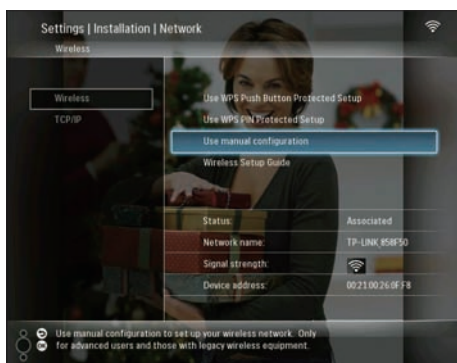 Settings | Installation | Network
Wireless
Wireless
TCP/IP
Use WPS Push Button Protected Setup
Use WPS PIN Protected Setup
Use manual configuration
Wireless Setup Guide
Status: Associated
Network name: TP-LINK_858F50
Signal strength:
Device address: 00:21:00:26:0F:F8
Use manual configuration to set up your wireless network. Only
for advanced users and those with legacy wireless equipment.